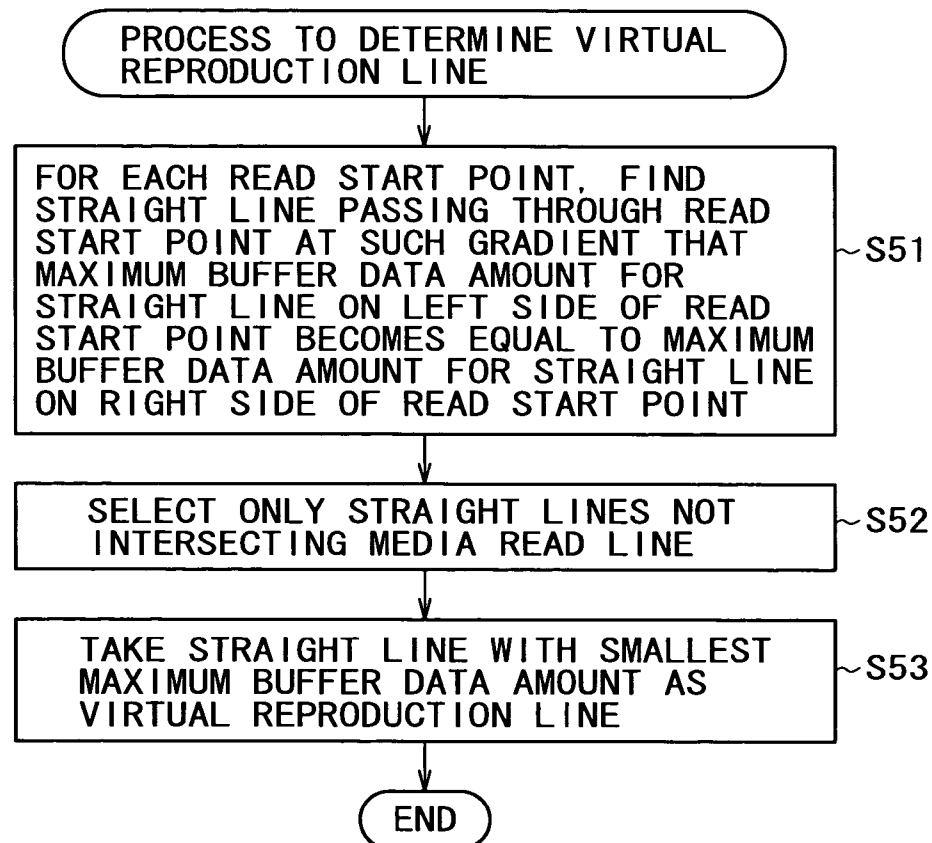 PROCESS TO DETERMINE VIRTUAL
REPRODUCTION LINE
FOR EACH READ START POINT, FIND
STRAIGHT LINE PASSING THROUGH READ
START POINT AT SUCH GRADIENT THAT
MAXIMUM BUFFER DATA AMOUNT FOR
STRAIGHT LINE ON LEFT SIDE OF READ
START POINT BECOMES EQUAL TO MAXIMUM
BUFFER DATA AMOUNT FOR STRAIGHT LINE
ON RIGHT SIDE OF READ START POINT
~S51
SELECT ONLY STRAIGHT LINES NOT
INTERSECTING MEDIA READ LINE
~S52
TAKE STRAIGHT LINE WITH SMALLEST
MAXIMUM BUFFER DATA AMOUNT AS
VIRTUAL REPRODUCTION LINE
~S53
END